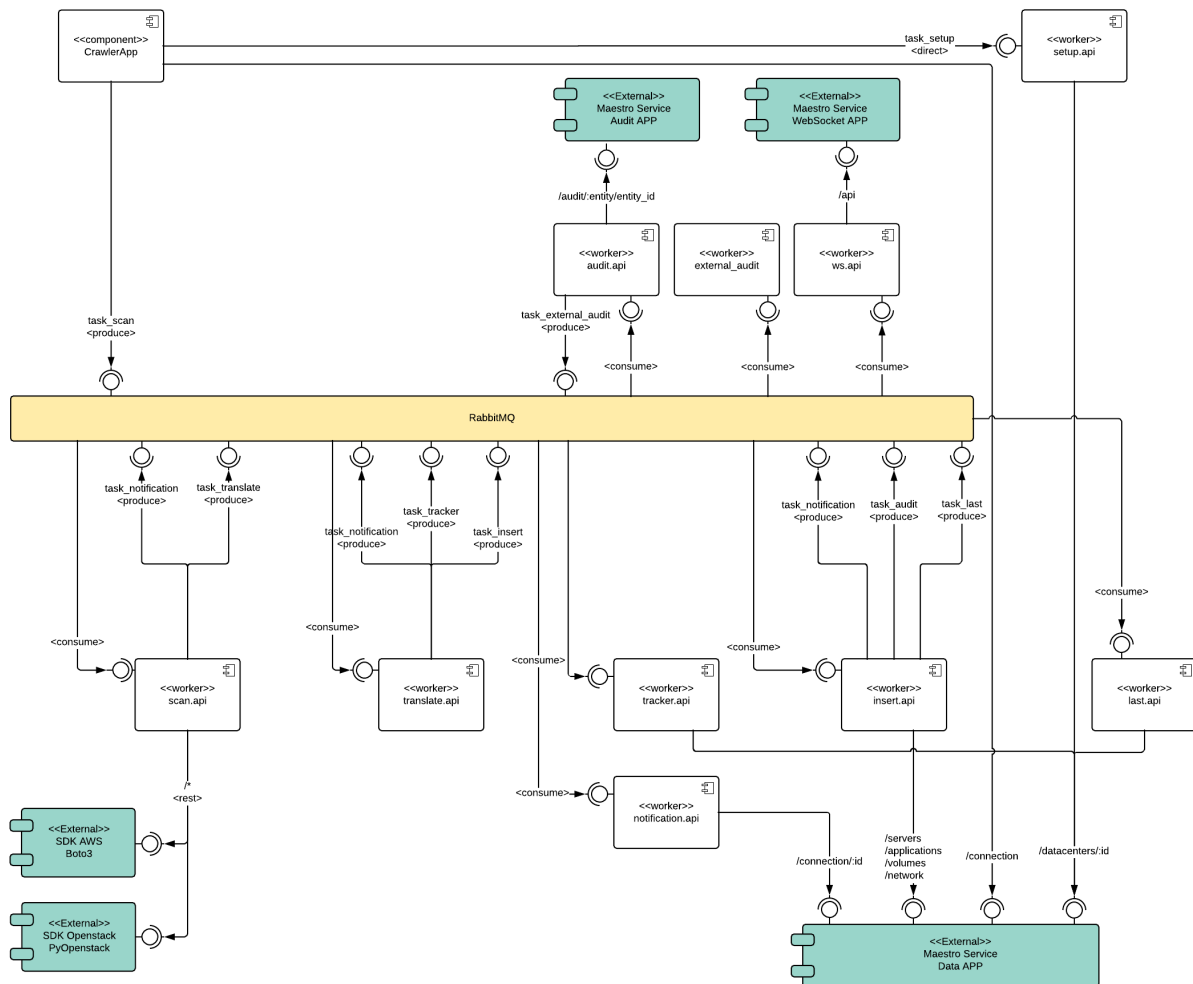 <<component>>
CrawlerApp
task_setup
<direct>
<<worker>>
setup.api
<<External>>
Maestro Service
Audit APP
<<External>>
Maestro Service
WebSocket APP
/audit/:entity/entity_id
/api
<<worker>>
audit.api
<<worker>>
external_audit
<<worker>>
ws.api
task_scan
<produce>
task_external_audit
<produce>
<consume>
<consume>
<consume>
RabbitMQ
task_notification
<produce>
task_translate
<produce>
task_notification
<produce>
task_tracker
<produce>
task_insert
<produce>
task_notification
<produce>
task_audit
<produce>
task_last
<produce>
<consume>
<consume>
<consume>
<consume>
<consume>
<<worker>>
scan.api
<<worker>>
translate.api
<<worker>>
tracker.api
<<worker>>
insert.api
<<worker>>
last.api
/*
<rest>
<consume>
<<worker>>
notification.api
<<External>>
SDK AWS
Boto3
/connection/:id
/servers
/applications
/volumes
/network
/connection
/datacenters/:id
<<External>>
SDK Openstack
PyOpenstack
<<External>>
Maestro Service
Data APP